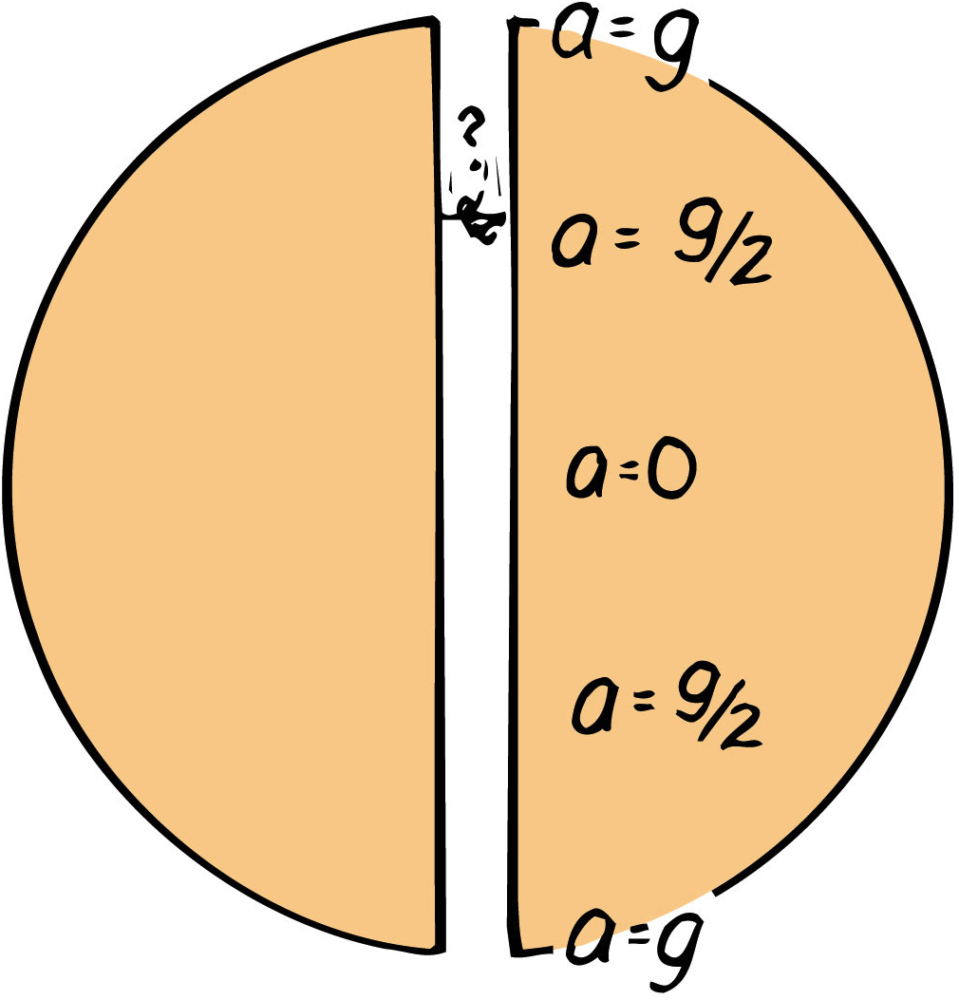 a=g
?
a= g/2
a=0
a= g/2
a=g